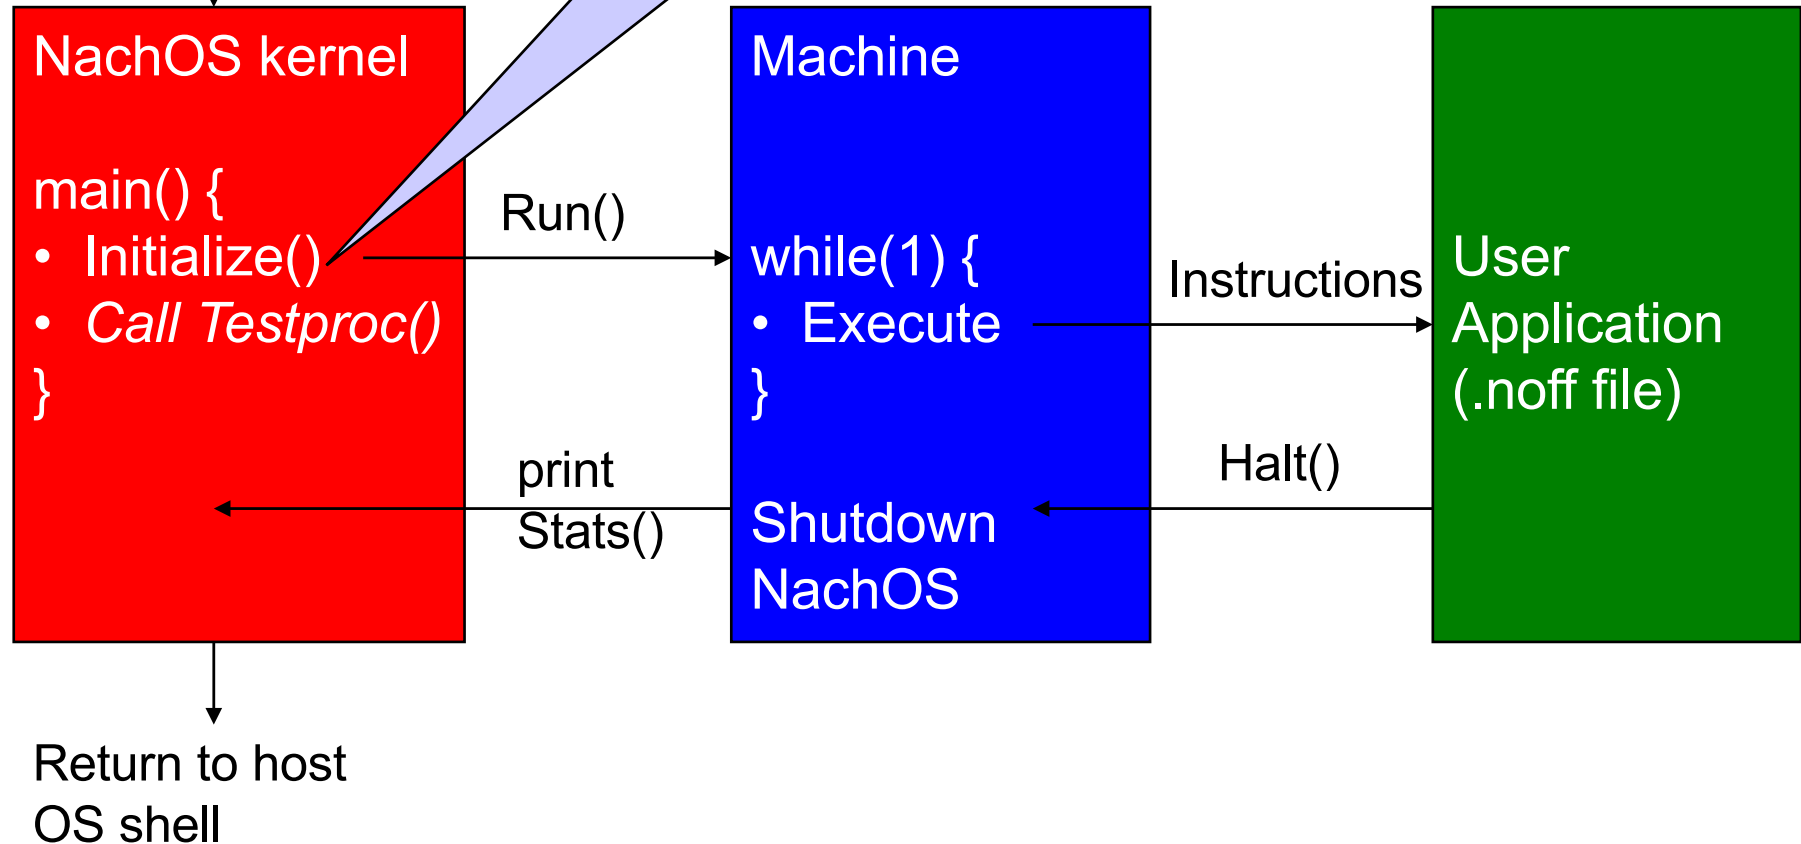 NachOS kernel
main() {
• Initialize()
• Call Testproc()
}
Run()
print
Stats()
Machine
while(1) {
• Execute
}
Shutdown
NachOS
Instructions
Halt()
User
Application
(.noff file)
Return to host
OS shell